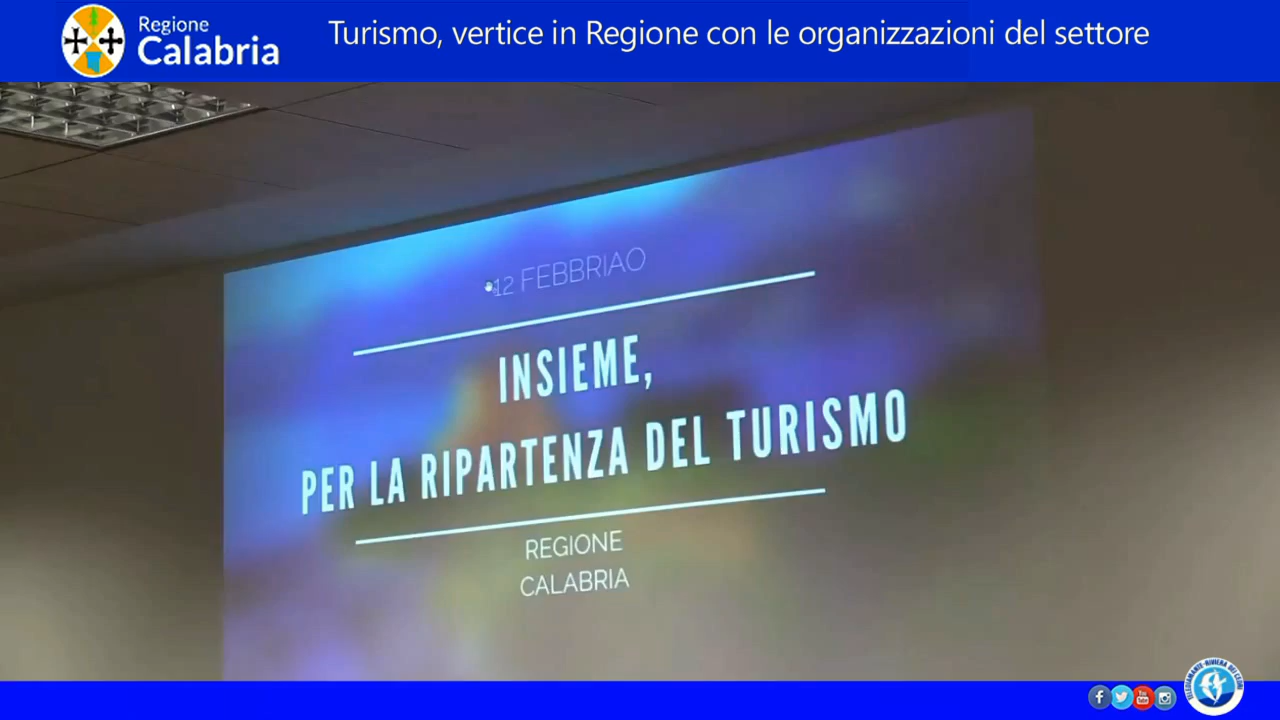 Regione
Calabria
Turismo, vertice in Regione con le organizzazioni del settore
12 FEBBRIAO
INSIEME,
PER LA RIPARTENZA DEL TURISMO
REGIONE
CALABRIA